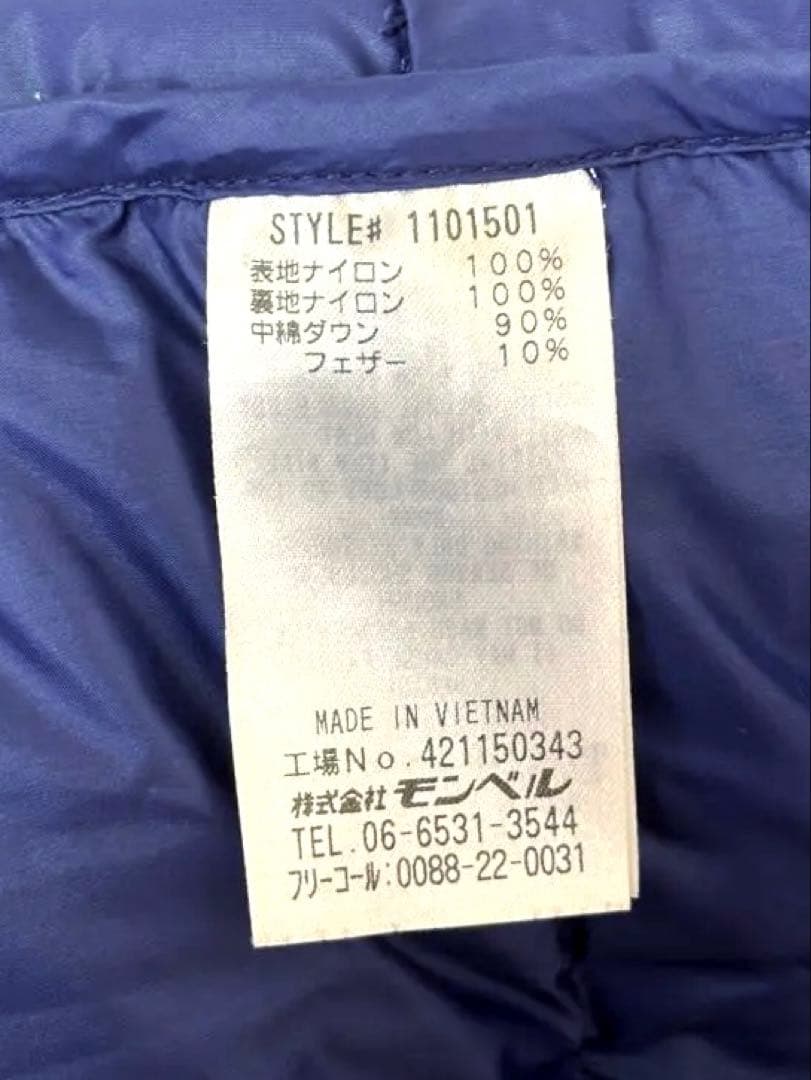 STYLE# 1101501
表地ナイロン 100%
裏地ナイロン 100%
中綿ダウン 90%
フェザー 10%
MADE IN VIETNAM
工場No.421150343
株式会社モンベル
TEL.06-6531-3544
フリーコール:0088-22-0031